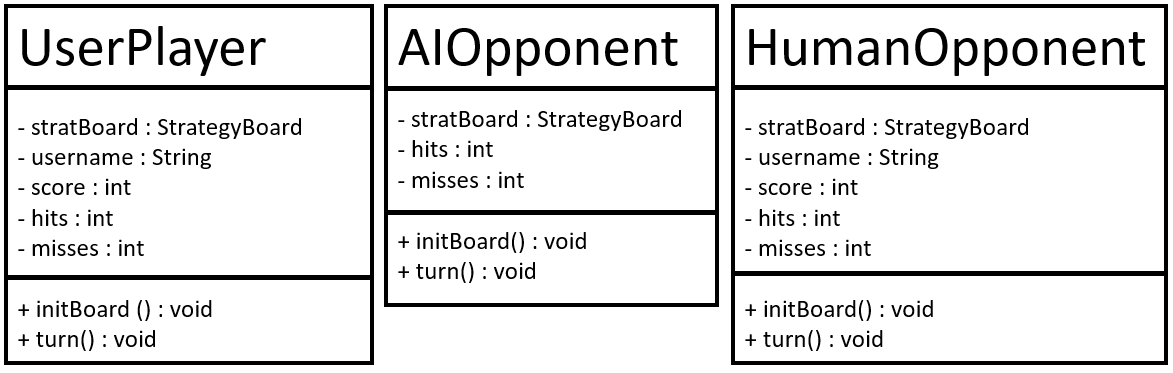 UserPlayer
- stratBoard : StrategyBoard
- username : String
- score : int
- hits : int
- misses : int
+ initBoard () : void
+ turn() : void
AIOpponent
- stratBoard : StrategyBoard
- hits : int
- misses : int
+ initBoard() : void
+ turn() : void
HumanOpponent
- stratBoard : StrategyBoard
- username : String
- score : int
- hits : int
- misses : int
+ initBoard() : void
+ turn() : void